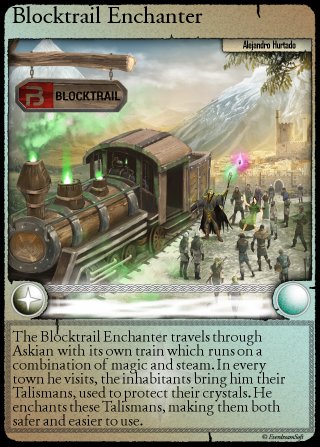 Blocktrail Enchanter
Alejandro Hurtado
BLOCKTRAIL
The Blocktrail Enchanter travels through
Askian with its own train which runs on a
combination of magic and steam. In every
town he visits, the inhabitants bring him their
Talismans, used to protect their crystals. He
enchants these Talismans, making them both
safer and easier to use.
© EverdreamSoft